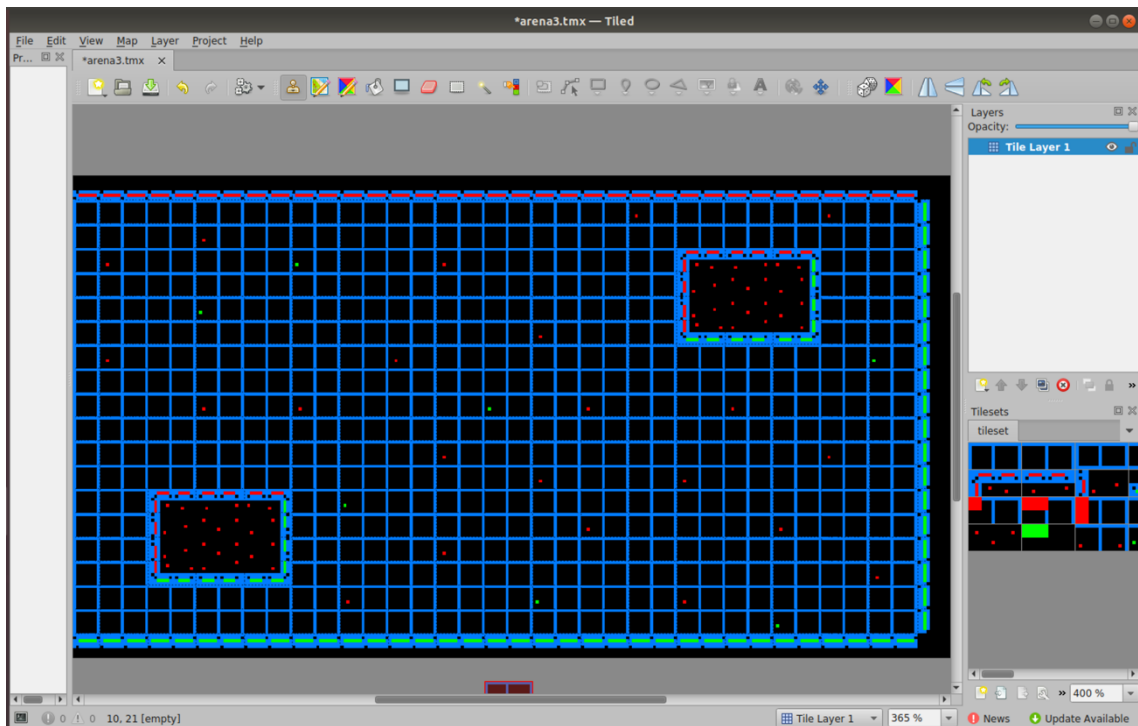 *arena3.tmx — Tiled
File Edit View Map Layer Project Help
Pr...
*arena3.tmx
A
Layers
Opacity:
Tile Layer 1
»
Tilesets
tileset
» 400 %
0 0 10, 21 [empty]
Tile Layer 1
365 %
News
Update Available